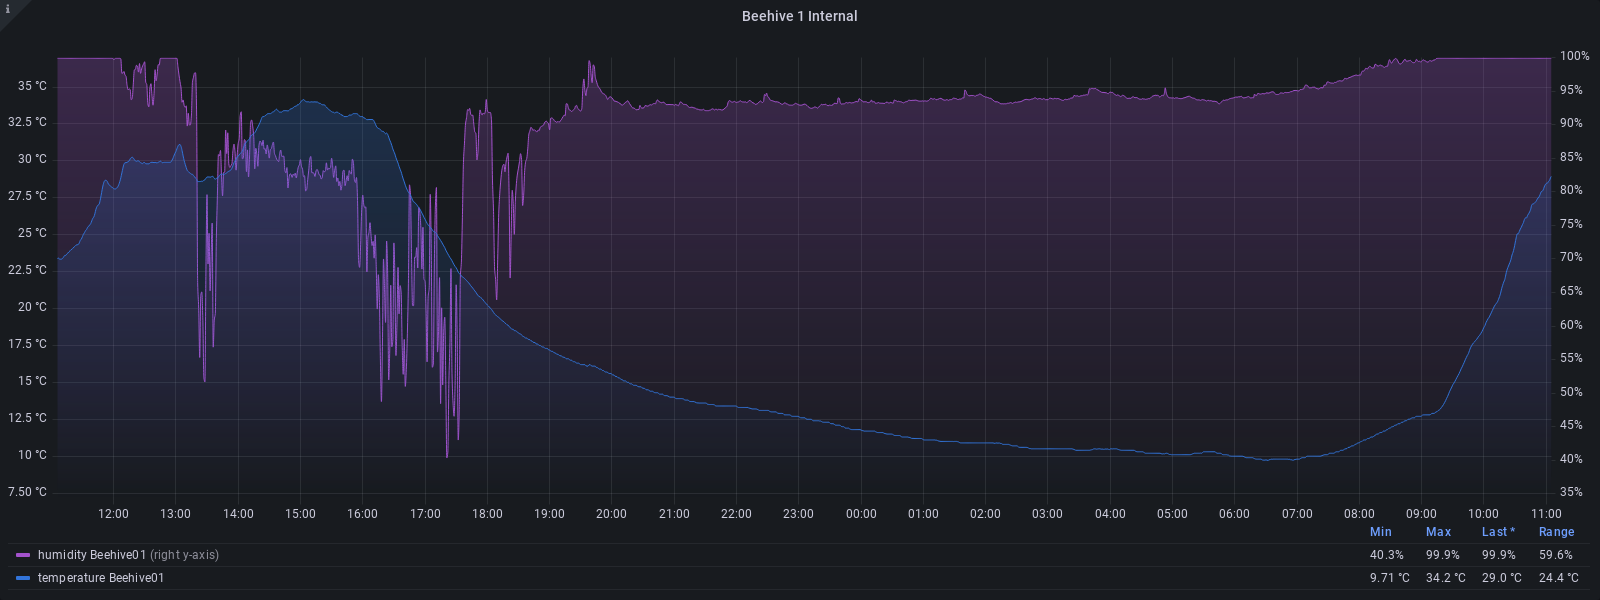 i
Beehive 1 Internal
35 °C
32.5 °C
30 °C
27.5 °C
25 °C
22.5 °C
20 °C
17.5 °C
15 °C
12.5 °C
10 °C
7.50 °C
100%
95%
90%
85%
80%
75%
70%
65%
60%
55%
50%
45%
40%
35%
12:00 13:00 14:00 15:00 16:00 17:00 18:00 19:00 20:00 21:00 22:00 23:00 00:00 01:00 02:00 03:00 04:00 05:00 06:00 07:00 08:00 09:00 10:00 11:00
Min Max Last * Range
humidity Beehive01 (right y-axis) 40.3% 99.9% 99.9% 59.6%
temperature Beehive01 9.71 °C 34.2 °C 29.0 °C 24.4 °C